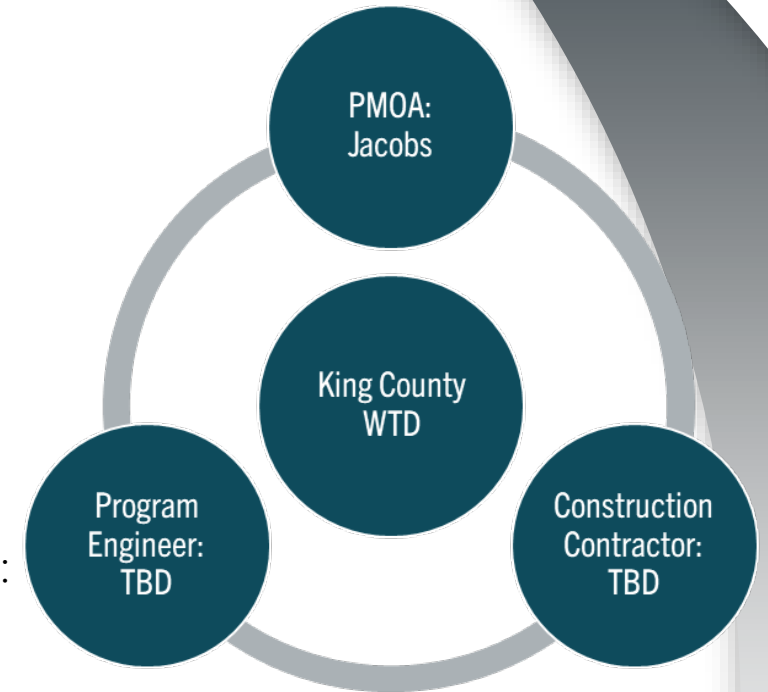 PMOA:
Jacobs
King County
WTD
Program
Engineer:
TBD
Construction
Contractor:
TBD
: